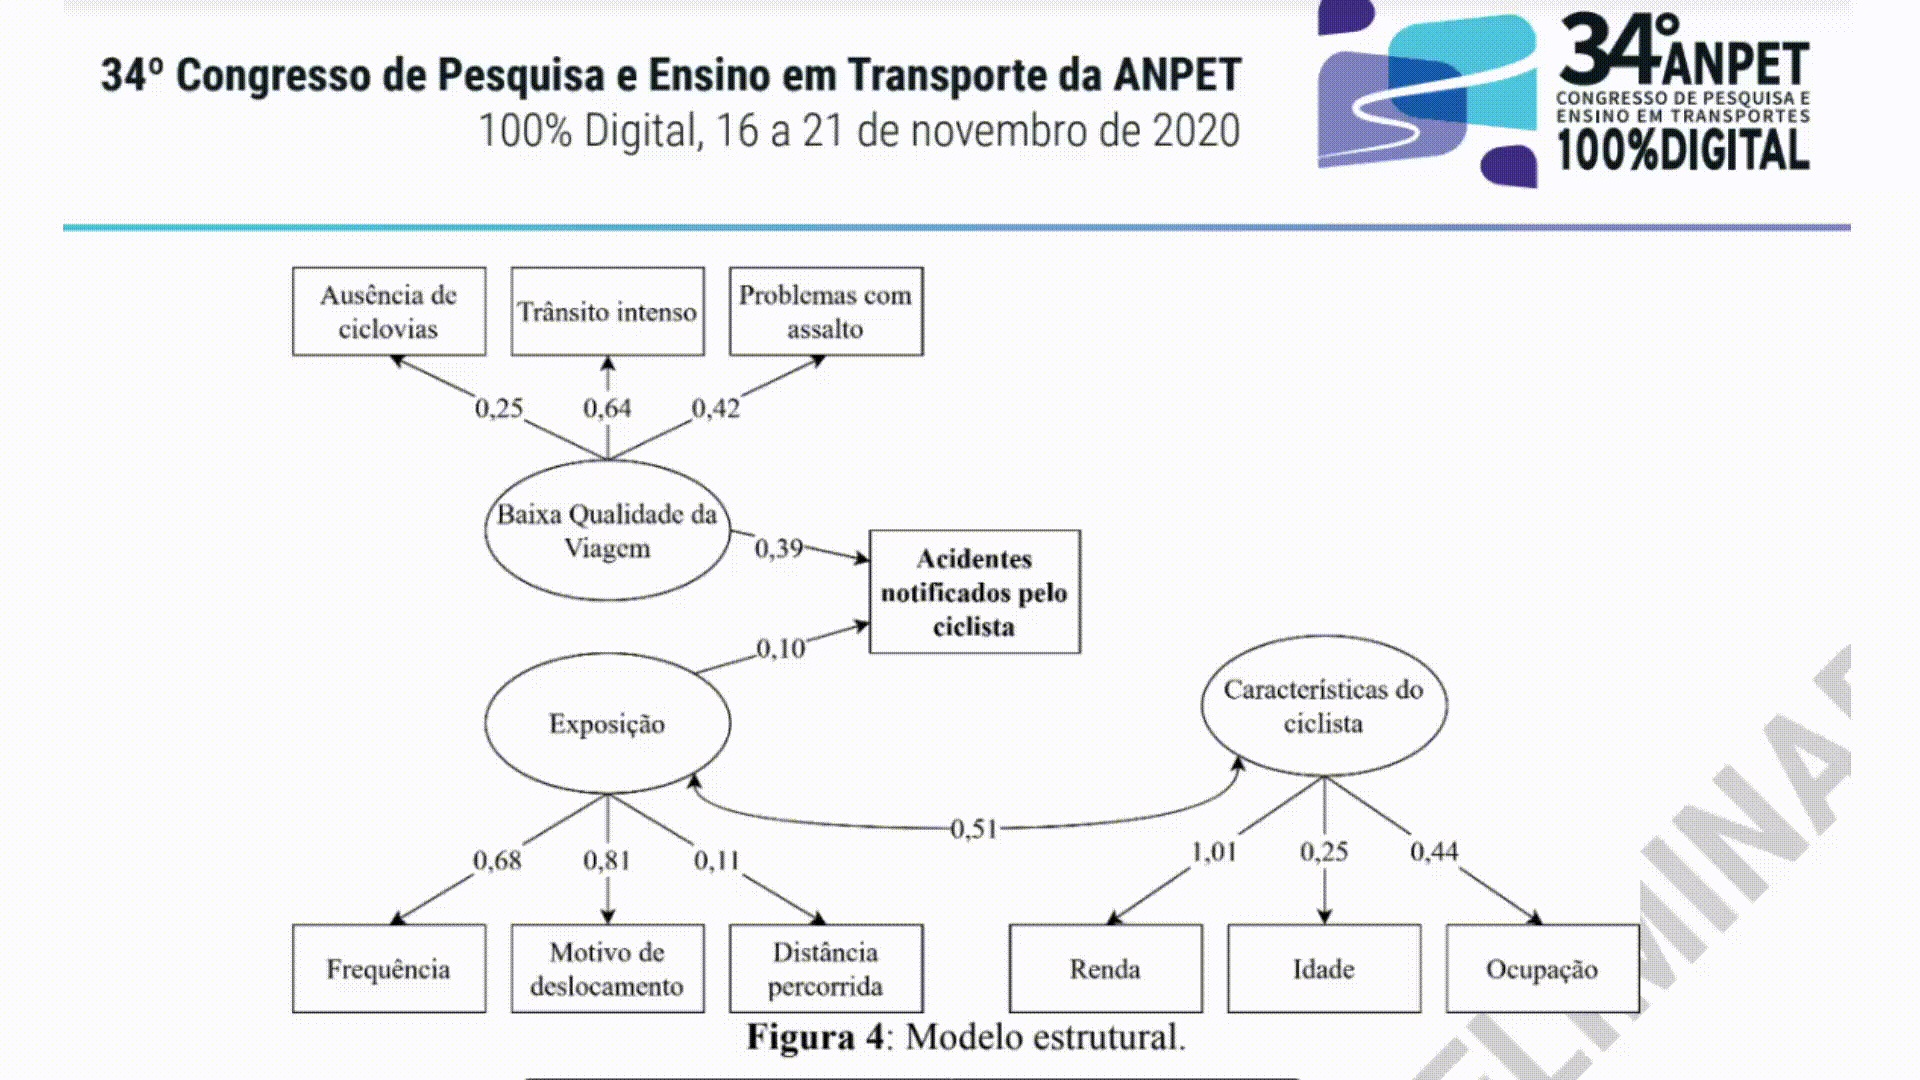 34º Congresso de Pesquisa e Ensino em Transporte da ANPET
100% Digital, 16 a 21 de novembro de 2020
34º ANPET
CONGRESSO DE PESQUISA E
ENSINO EM TRANSPORTES
100%DIGITAL
Ausência de
ciclovias
Trânsito intenso
Problemas com
assalto
0,25
0,64
0,42
Baixa Qualidade da
Viagem
0,39
Acidentes
notificados pelo
ciclista
0,10
Exposição
Características do
ciclista
0,51
0,68
0,81
0,11
1,01
0,25
0,44
Frequência
Motivo de
deslocamento
Distância
percorrida
Renda
Idade
Ocupação
Figura 4: Modelo estrutural.